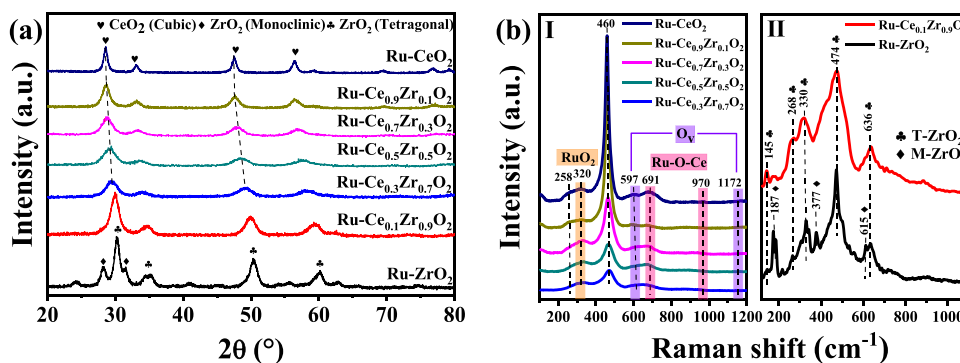 (a)
♥ CeO₂ (Cubic) ♦ ZrO₂ (Monoclinic) ♣ ZrO₂ (Tetragonal)
Ru-CeO₂
Ru-Ce₀.₉Zr₀.₁O₂
Ru-Ce₀.₇Zr₀.₃O₂
Ru-Ce₀.₅Zr₀.₅O₂
Ru-Ce₀.₃Zr₀.₇O₂
Ru-Ce₀.₁Zr₀.₉O₂
Ru-ZrO₂
Intensity (a.u.)
20 30 40 50 60 70 80
2θ (°)
(b)
I
460
Ru-CeO₂
Ru-Ce₀.₉Zr₀.₁O₂
Ru-Ce₀.₇Zr₀.₃O₂
Ru-Ce₀.₅Zr₀.₅O₂
Ru-Ce₀.₃Zr₀.₇O₂
Oᵥ
RuO₂
Ru-O-Ce
258 320 597 691 970 1172
Intensity (a.u.)
200 400 600 800 1000 1200
II
Ru-Ce₀.₁Zr₀.₉O₂
Ru-ZrO₂
145 ♣
187 ♦
268 ♣
330 ♣
377 ♦
474 ♣
615 ♦
636 ♣
♣ T-ZrO₂
♦ M-ZrO₂
200 400 600 800
Raman shift (cm⁻¹)